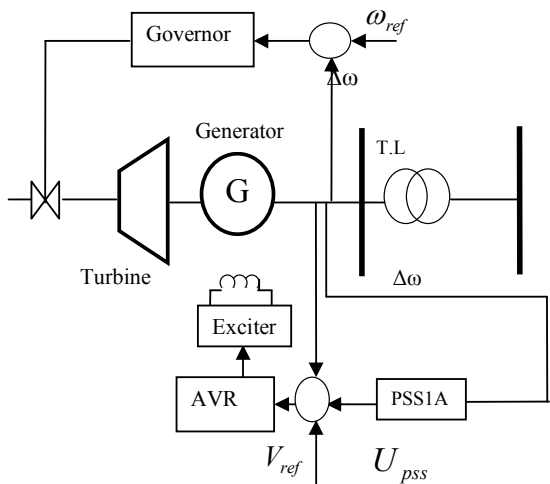 Governor
ω_ref
Δω
Generator
T.L
G
Turbine
Δω
Exciter
AVR
PSS1A
V_ref
U_pss